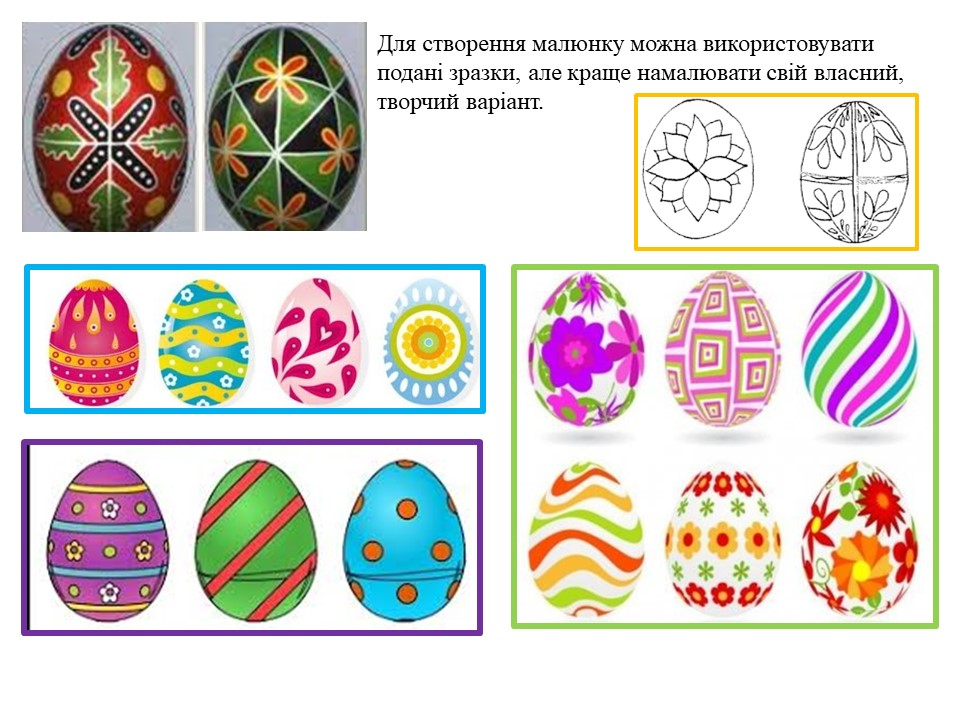 Для створення малюнку можна використовувати
подані зразки, але краще намалювати свій власний,
творчий варіант.